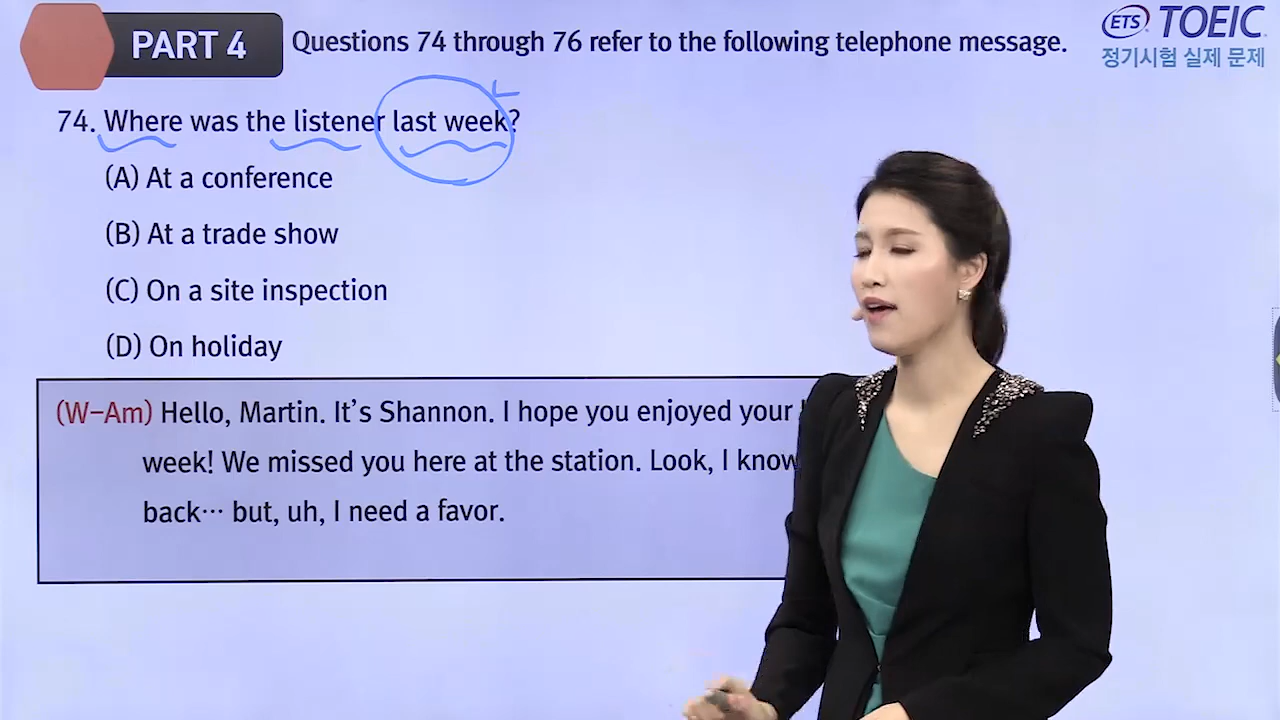 PART 4
Questions 74 through 76 refer to the following telephone message.
ETS TOEIC
정기시험 실제 문제
74. Where was the listener last week?
(A) At a conference
(B) At a trade show
(C) On a site inspection
(D) On holiday
(W-Am) Hello, Martin. It's Shannon. I hope you enjoyed your
week! We missed you here at the station. Look, I know
back… but, uh, I need a favor.